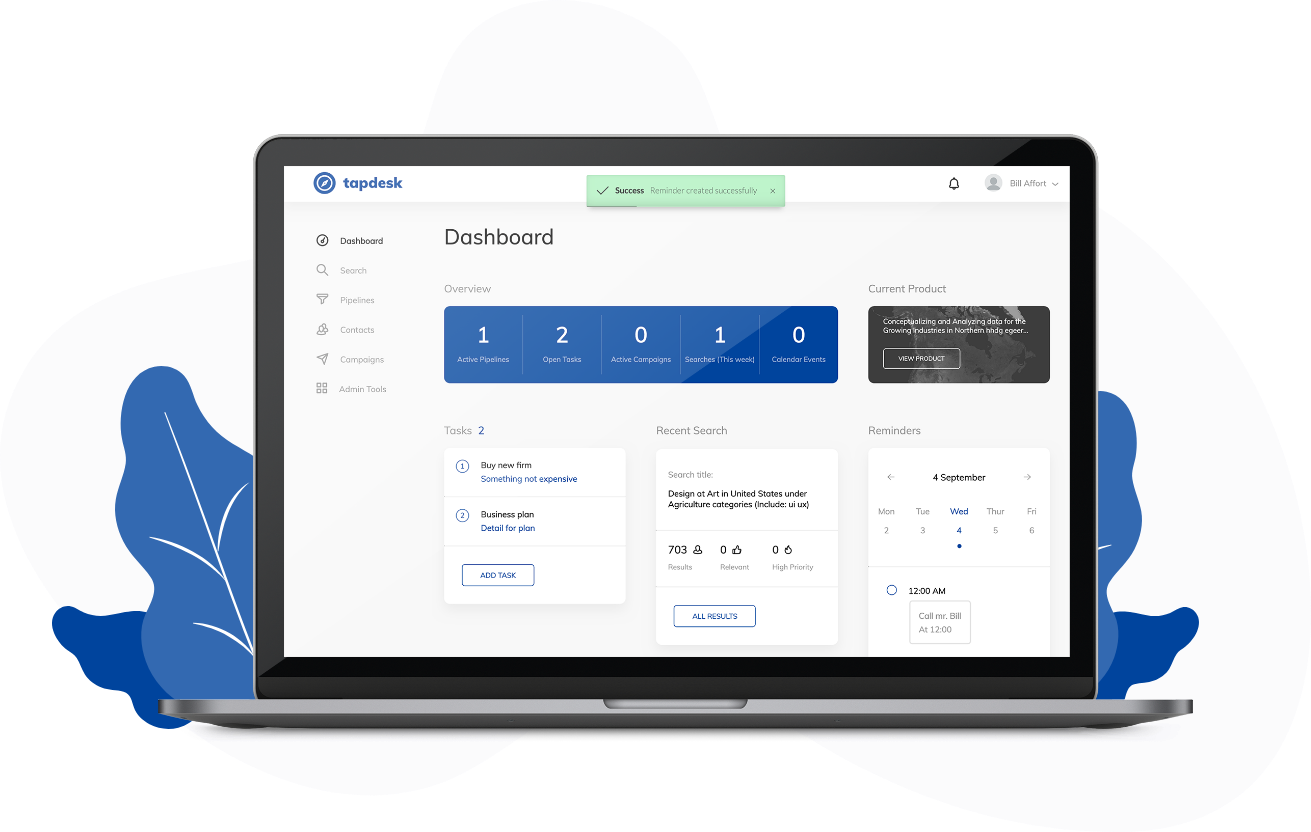 tapdesk
Success Reminder created successfully ×
Bill Affort
Dashboard
Search
Pipelines
Contacts
Campaigns
Admin Tools
Dashboard
Overview
1
Active Pipelines
2
Open Tasks
0
Active Campaigns
1
Searches (This week)
0
Calendar Events
Current Product
Conceptualizing and Analyzing data for the
Growing Industries in Northern hhdg egeer...
VIEW PRODUCT
Tasks 2
1 Buy new firm
Something not expensive
2 Business plan
Detail for plan
ADD TASK
Recent Search
Search title:
Design at Art in United States under
Agriculture categories (Include: ui ux)
703 0 0
Results Relevant High Priority
ALL RESULTS
Reminders
← 4 September →
Mon Tue Wed Thur Fri
2 3 4 5 6
12:00 AM
Call mr. Bill
At 12:00